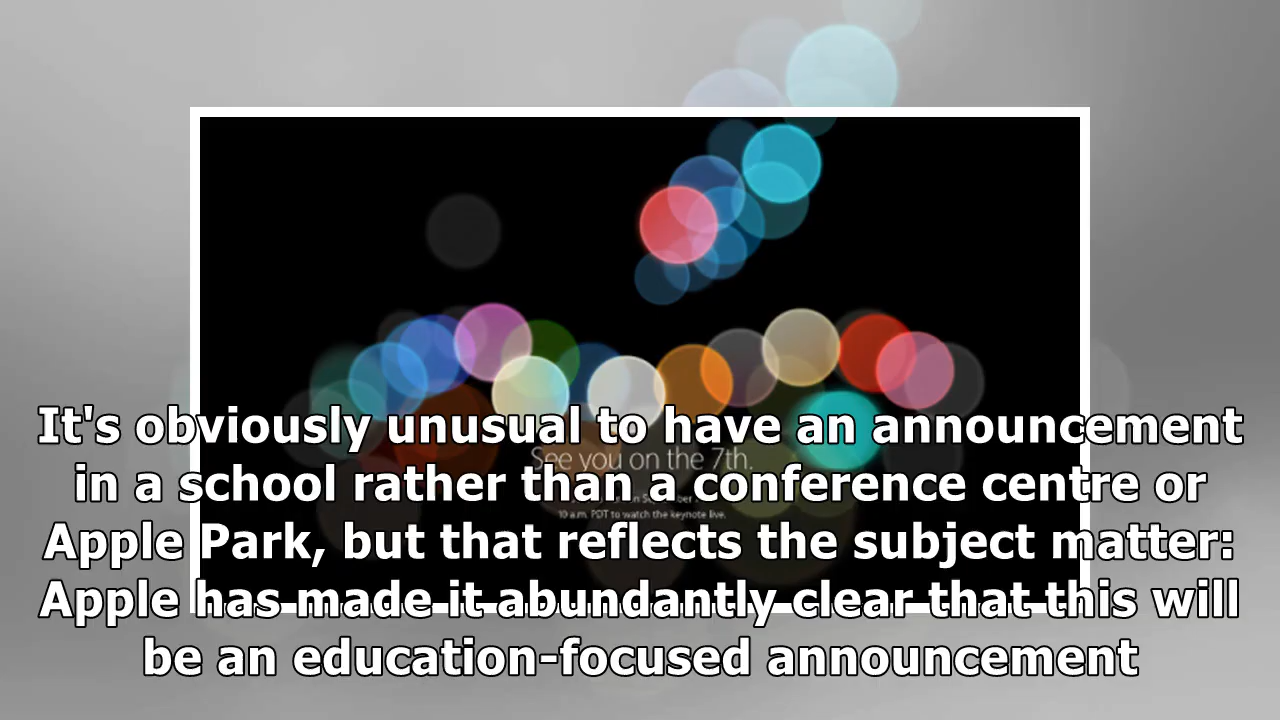 It's obviously unusual to have an announcement
See you on the 7th.
in a school rather than a conference centre or
10 a.m. PDT to watch the keynote live.
Apple Park, but that reflects the subject matter:
Apple has made it abundantly clear that this will
be an education-focused announcement